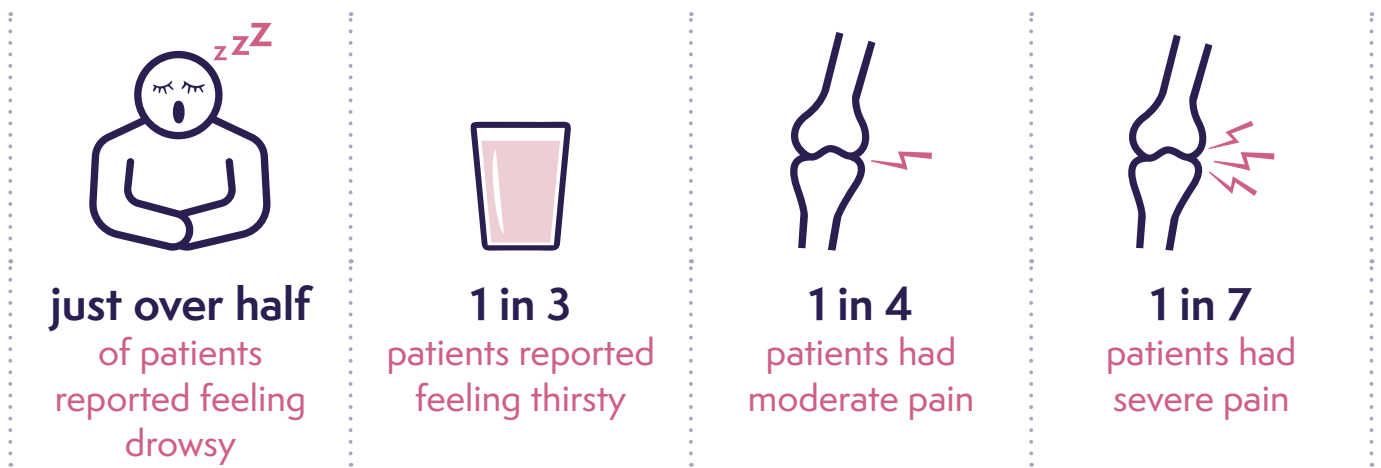 z z z
just over half
of patients
reported feeling
drowsy
1 in 3
patients reported
feeling thirsty
1 in 4
patients had
moderate pain
1 in 7
patients had
severe pain